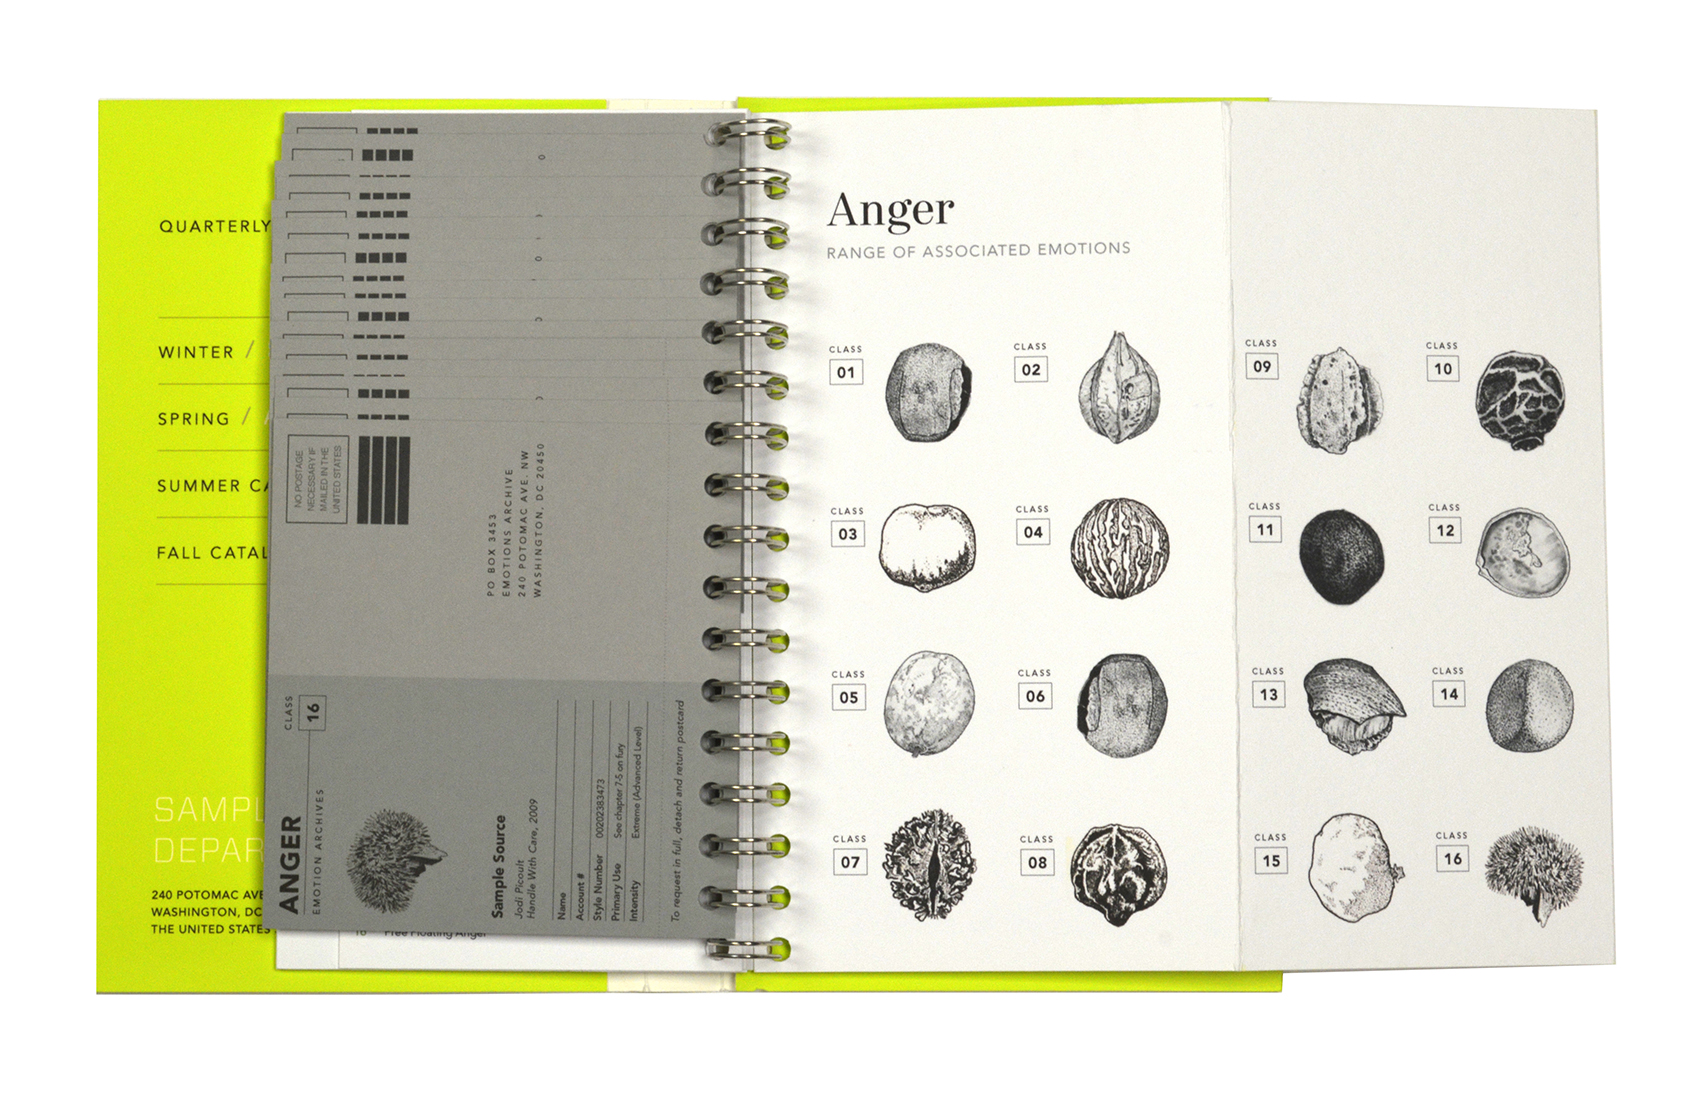 QUARTERLY
WINTER /
SPRING /
SUMMER
FALL
240 POTOMAC
WASHINGTON, DC
THE UNITED STATES
NO POSTAGE
NECESSARY IF
MAILED IN THE
UNITED STATES
PO BOX 3453
EMOTIONS ARCHIVE
240 POTOMAC AVE. NW
WASHINGTON, DC 20450
CLASS
16
ANGER
EMOTION ARCHIVES
Sample Source
Jodi Picoult
Handle With Care, 2009
Name
Account #
Style Number 00202383473
Primary Use See chapter 7-5 on fury
Intensity Extreme (Advanced Level)
To request in full, detach and return postcard
16 Free Floating Anger
Anger
RANGE OF ASSOCIATED EMOTIONS
CLASS
01
CLASS
02
CLASS
03
CLASS
04
CLASS
05
CLASS
06
CLASS
07
CLASS
08
CLASS
09
CLASS
10
CLASS
11
CLASS
12
CLASS
13
CLASS
14
CLASS
15
CLASS
16